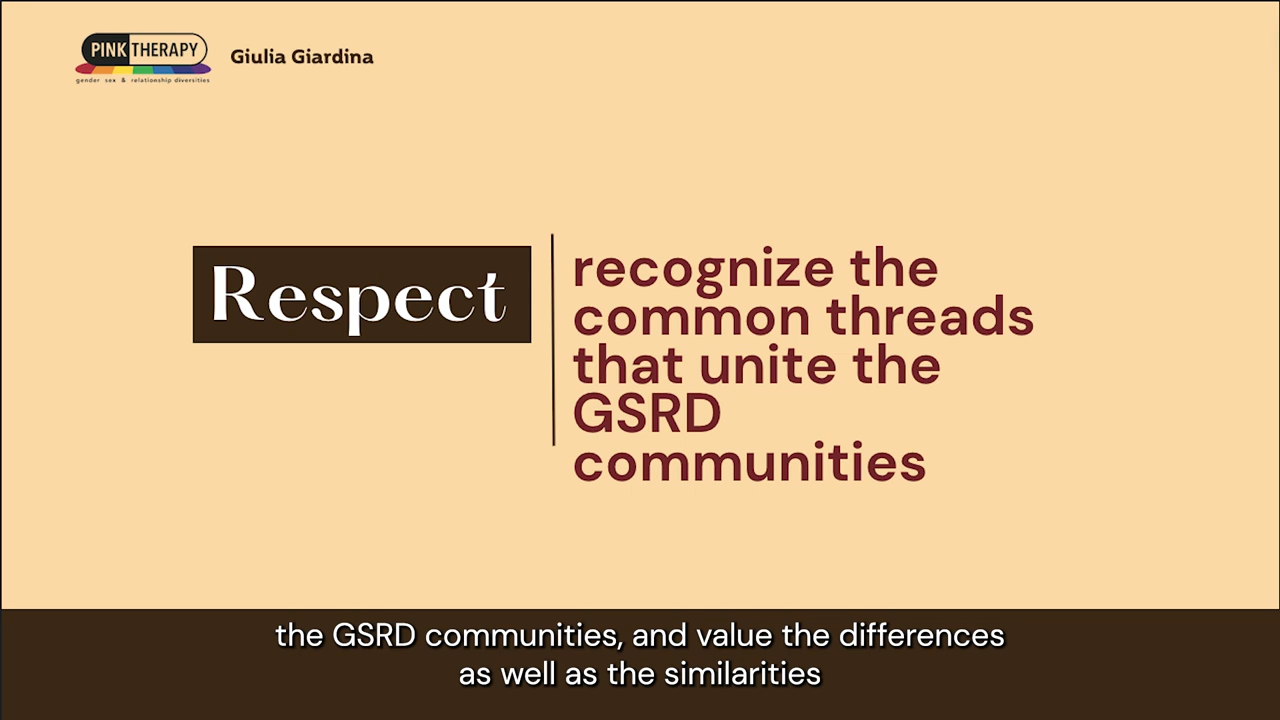 PINK THERAPY
gender sex & relationship diversities
Giulia Giardina
Respect
recognize the
common threads
that unite the
GSRD
communities
the GSRD communities, and value the differences
as well as the similarities